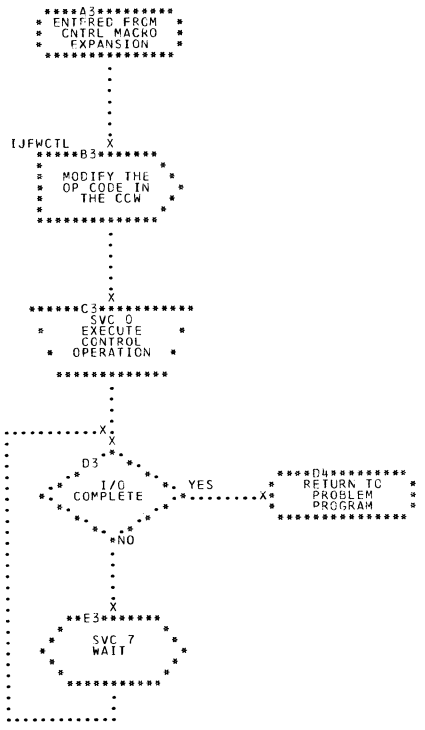 A3
ENTERED FROM
CNTRL MACRO
EXPANSION
IJFWCTL
B3
MODIFY THE
OP CODE IN
THE CCW
C3
SVC 0
EXECUTE
CONTROL
OPERATION
D3
I/O
COMPLETE
YES
D4
RETURN TO
PROBLEM
PROGRAM
NO
E3
SVC 7
WAIT